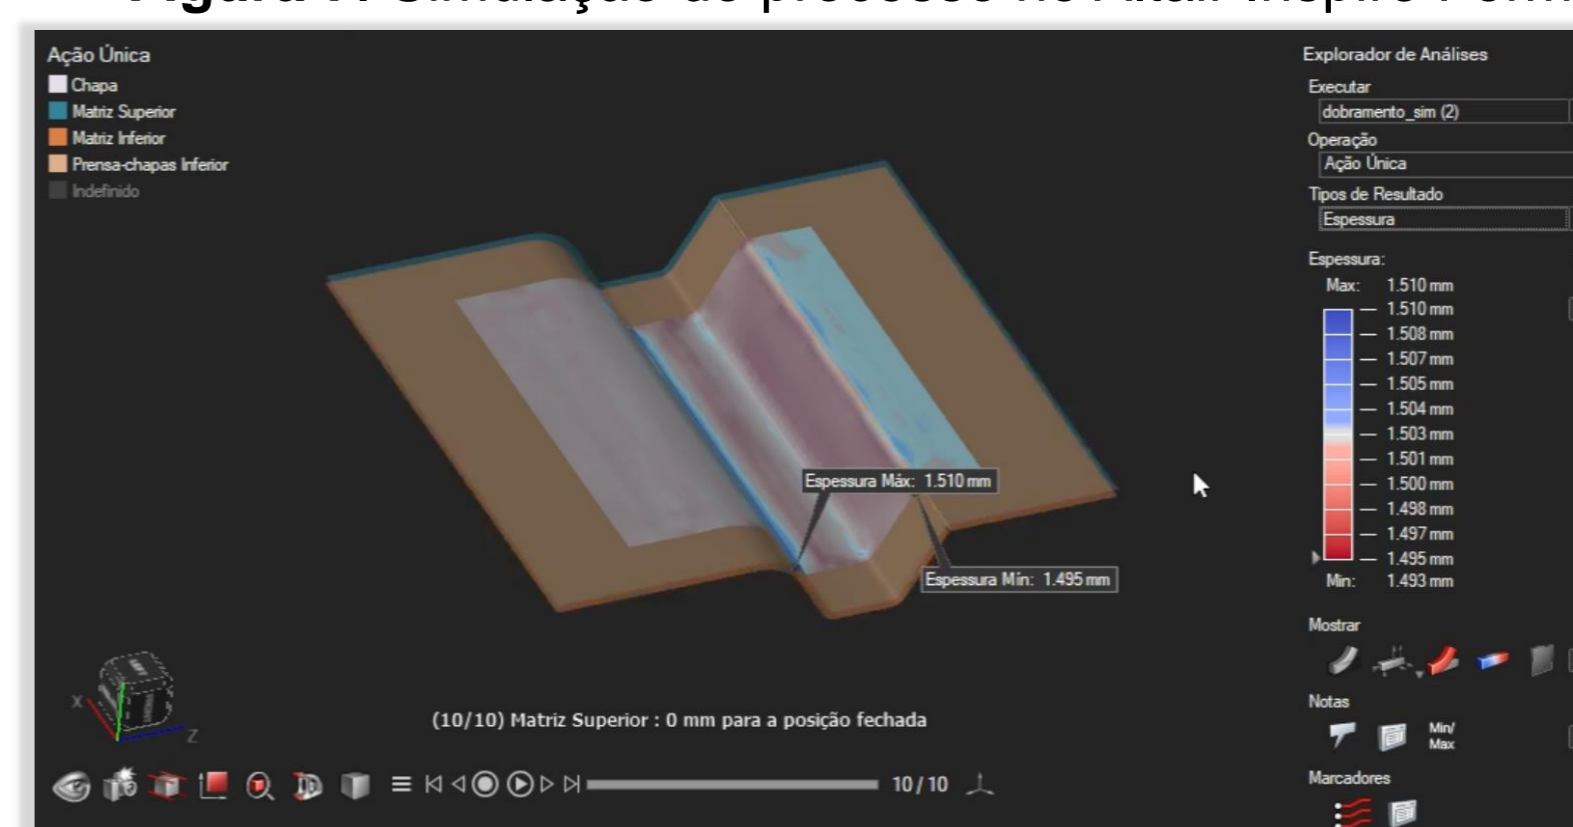 Ação Única
Chapa
Matriz Superior
Matriz Inferior
Prensa-chapas Inferior
Indefinido
Explorador de Análises
Executar
dobramento_sim (2)
Operação
Ação Única
Tipos de Resultado
Espessura
Espessura:
Max: 1.510 mm
1.510 mm
1.508 mm
1.507 mm
1.505 mm
1.504 mm
1.503 mm
1.501 mm
1.500 mm
1.498 mm
1.497 mm
1.495 mm
Min: 1.493 mm
Espessura Máx: 1.510 mm
Espessura Mín: 1.495 mm
Mostrar
Notas
Min/
Max
Marcadores
X
Z
(10/10) Matriz Superior : 0 mm para a posição fechada
10 / 10